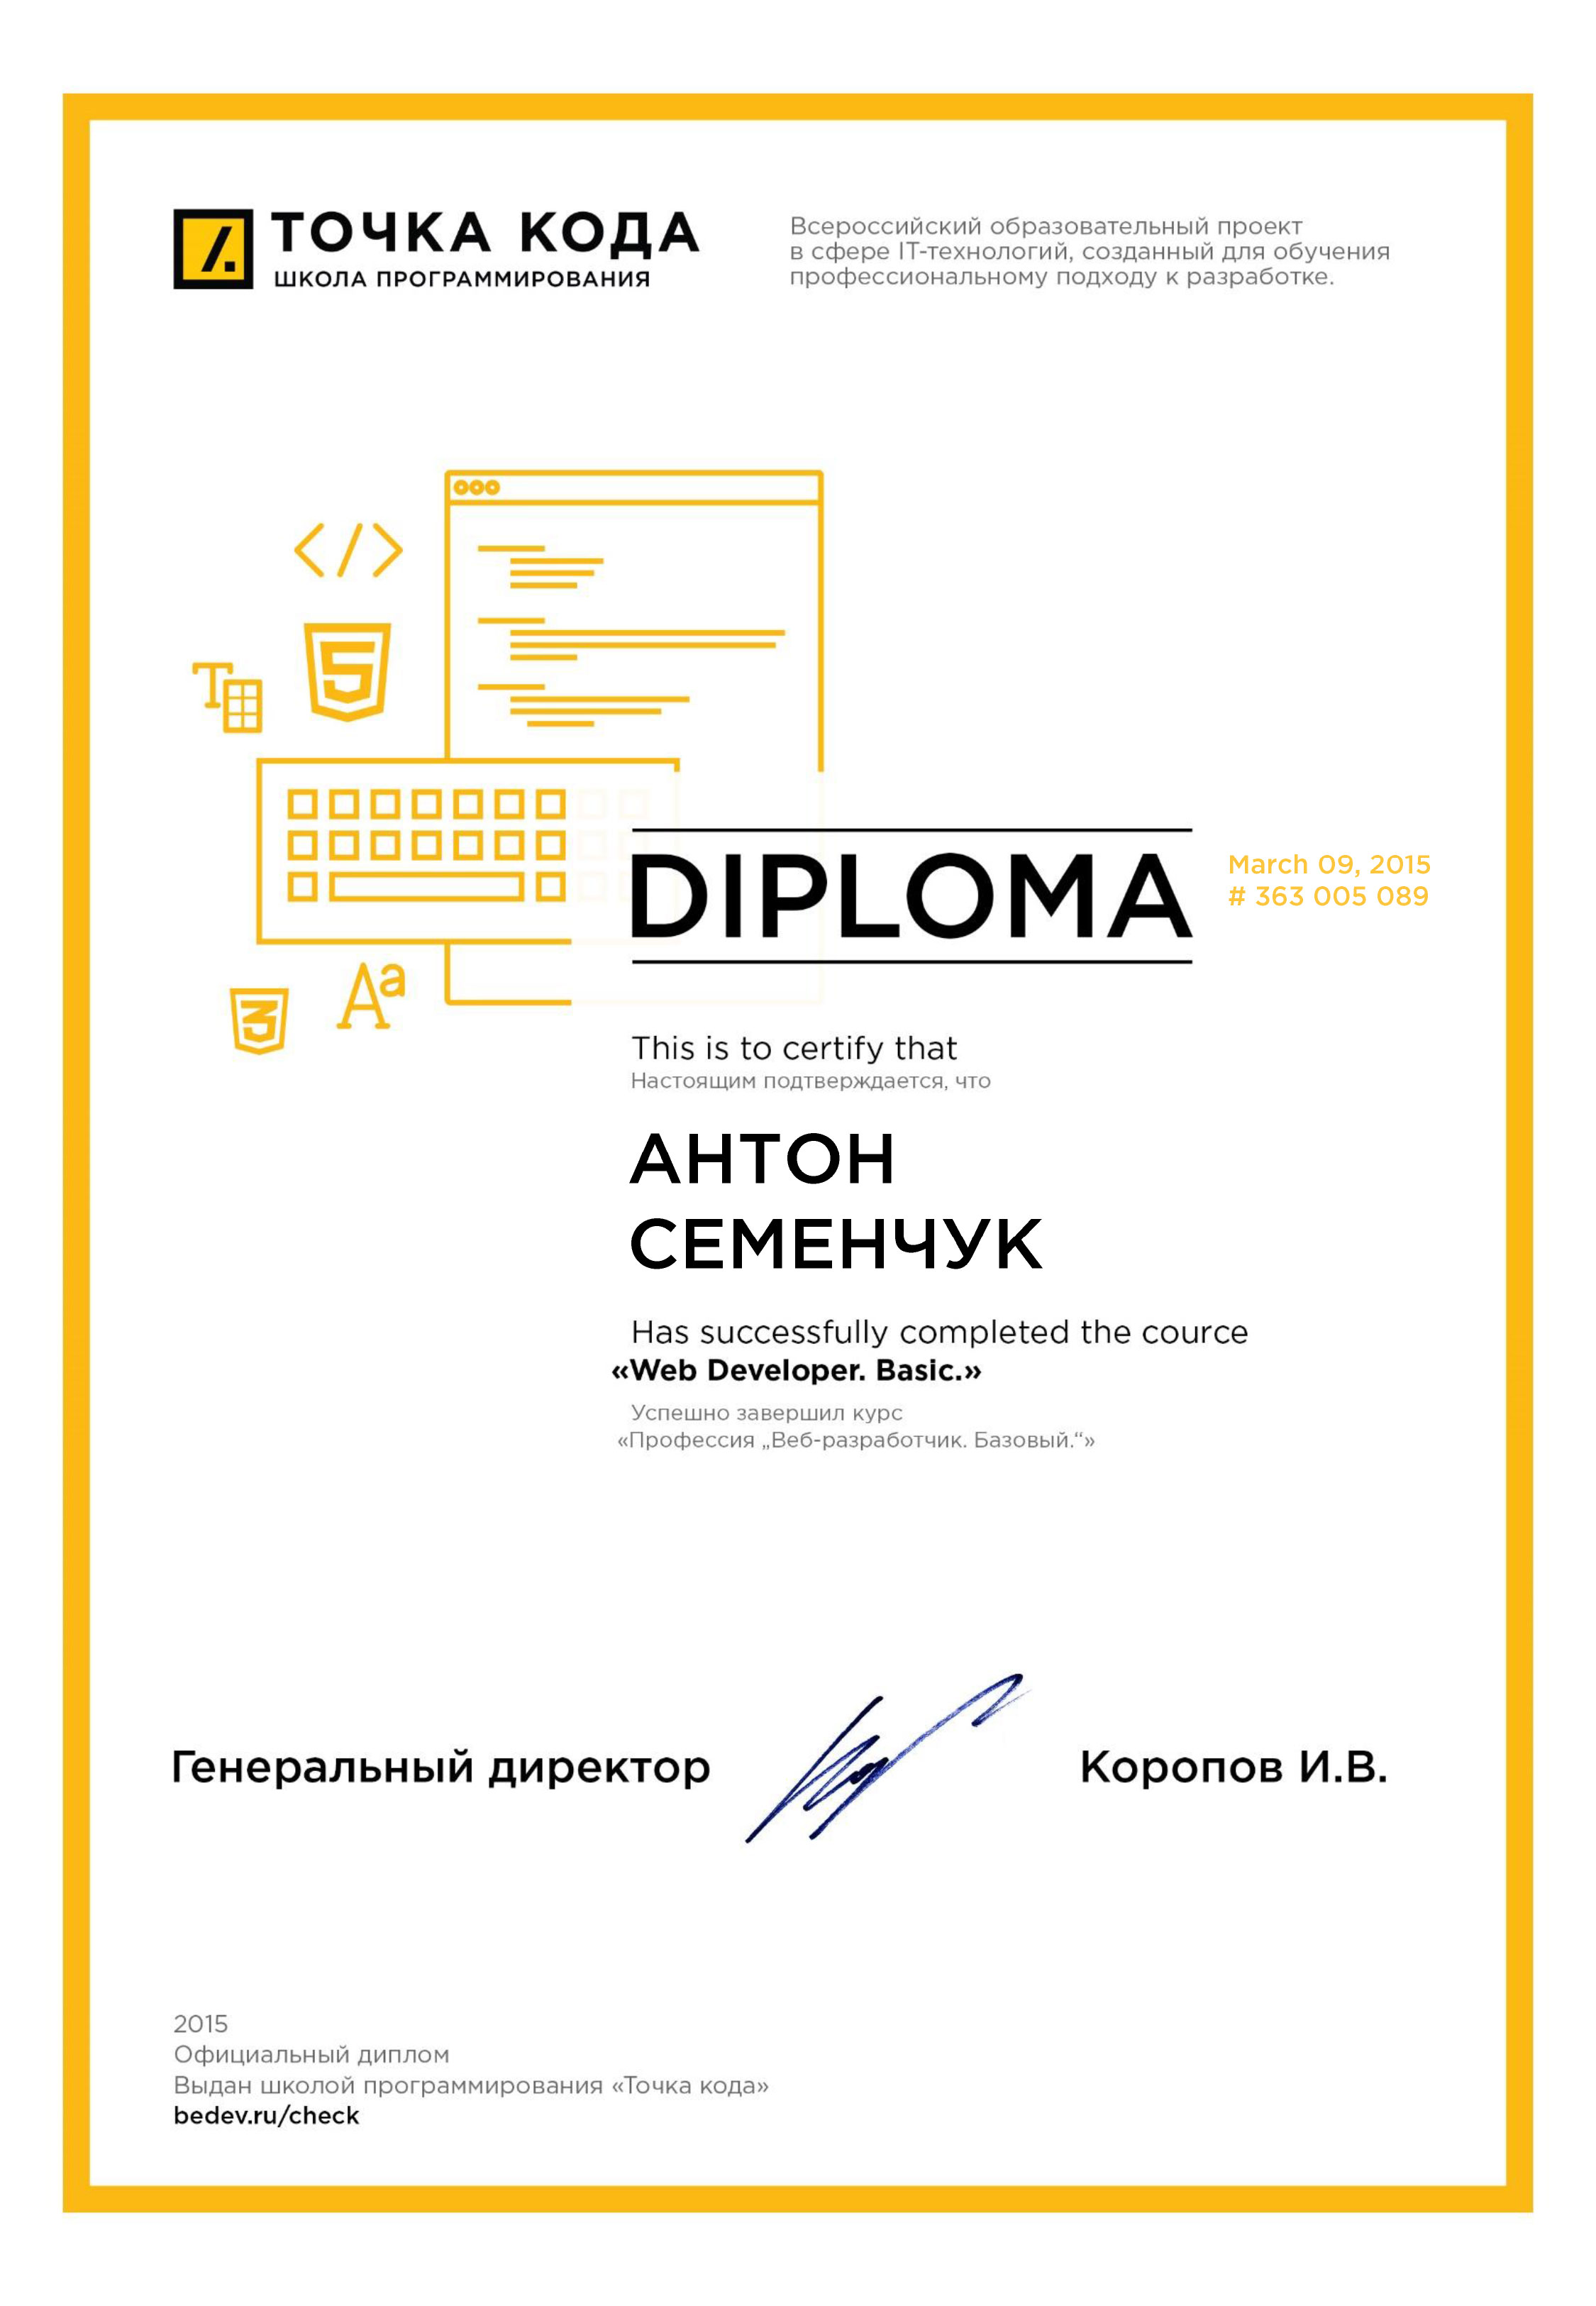 ТОЧКА КОДА
ШКОЛА ПРОГРАММИРОВАНИЯ
Всероссийский образовательный проект
в сфере IT-технологий, созданный для обучения
профессиональному подходу к разработке.
DIPLOMA
March 09, 2015
# 363 005 089
This is to certify that
Настоящим подтверждается, что
АНТОН
СЕМЕНЧУК
Has successfully completed the cource
«Web Developer. Basic.»
Успешно завершил курс
«Профессия „Веб-разработчик. Базовый.“»
Генеральный директор
Коропов И.В.
2015
Официальный диплом
Выдан школой программирования «Точка кода»
bedev.ru/check